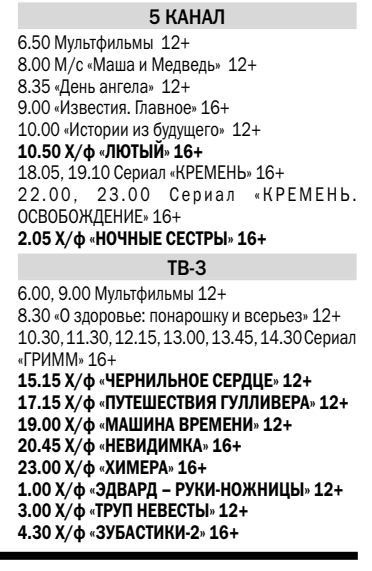 5 КАНАЛ
6.50 Мультфильмы 12+
8.00 М/с «Маша и Медведь» 12+
8.35 «День ангела» 12+
9.00 «Известия. Главное» 16+
10.00 «Истории из будущего» 12+
10.50 Х/ф «ЛЮТЫЙ» 16+
18.05, 19.10 Сериал «КРЕМЕНЬ» 16+
22.00, 23.00 Сериал «КРЕМЕНЬ.
ОСВОБОЖДЕНИЕ» 16+
2.05 Х/ф «НОЧНЫЕ СЕСТРЫ» 16+
ТВ-3
6.00, 9.00 Мультфильмы 12+
8.30 «О здоровье: понарошку и всерьез» 12+
10.30, 11.30, 12.15, 13.00, 13.45, 14.30 Сериал
«ГРИММ» 16+
15.15 Х/ф «ЧЕРНИЛЬНОЕ СЕРДЦЕ» 12+
17.15 Х/ф «ПУТЕШЕСТВИЯ ГУЛЛИВЕРА» 12+
19.00 Х/ф «МАШИНА ВРЕМЕНИ» 12+
20.45 Х/ф «НЕВИДИМКА» 16+
23.00 Х/ф «ХИМЕРА» 16+
1.00 Х/ф «ЭДВАРД – РУКИ-НОЖНИЦЫ» 12+
3.00 Х/ф «ТРУП НЕВЕСТЫ» 12+
4.30 Х/ф «ЗУБАСТИКИ-2» 16+